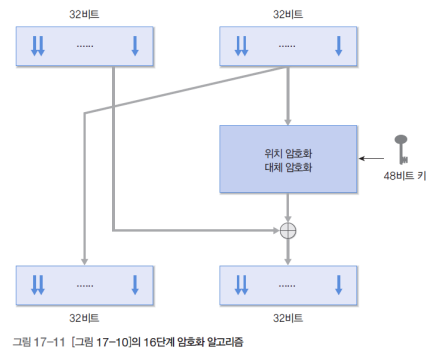 32비트 32비트
...... ......
위치 암호화
대체 암호화
48비트 키
...... ......
32비트 32비트
그림 17-11 [그림 17-10]의 16단계 암호화 알고리즘